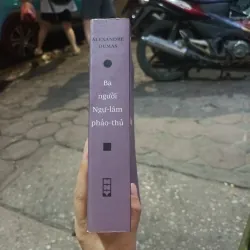 ALEXANDRE
DUMAS
Ba
người
Ngự-lâm
pháo-thủ